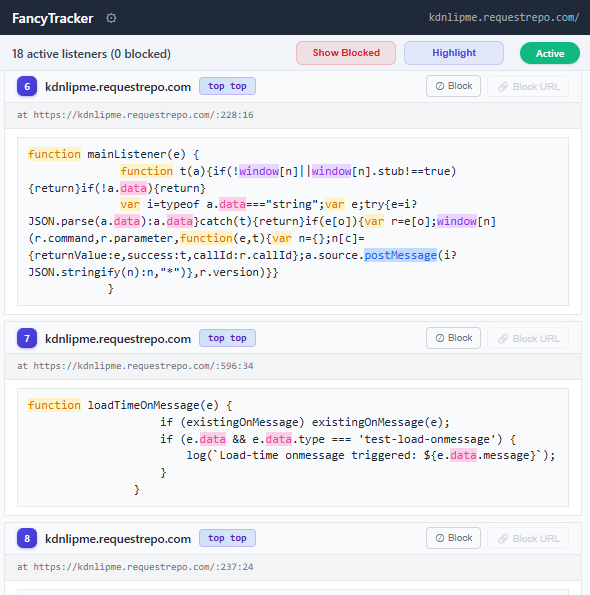 FancyTracker
kdnlipme.requestrepo.com/
18 active listeners (0 blocked)
Show Blocked
Highlight
Active
6 kdnlipme.requestrepo.com top top
Block
Block URL
at https://kdnlipme.requestrepo.com/:228:16
function mainListener(e) {
function t(a){if(!window[n]||window[n].stub!==true)
{return}if(!a.data){return}
var i=typeof a.data==="string";var e;try{e=i?
JSON.parse(a.data):a.data}catch(t){return}if(e[o]){var r=e[o];window[n]
(r.command,r.parameter,function(e,t){var n={};n[c]=
{returnValue:e,success:t,callId:r.callId};a.source.postMessage(i?
JSON.stringify(n):n,"*")},r.version)}}
}
7 kdnlipme.requestrepo.com top top
Block
Block URL
at https://kdnlipme.requestrepo.com/:596:34
function loadTimeOnMessage(e) {
if (existingOnMessage) existingOnMessage(e);
if (e.data && e.data.type === 'test-load-onmessage') {
log(`Load-time onmessage triggered: ${e.data.message}`);
}
}
8 kdnlipme.requestrepo.com top top
Block
Block URL
at https://kdnlipme.requestrepo.com/:237:24